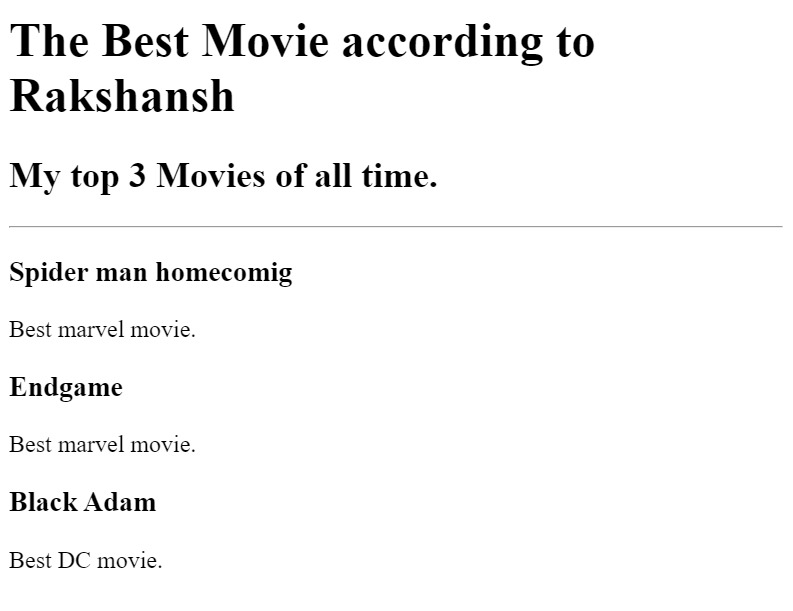 The Best Movie according to
Rakshansh
My top 3 Movies of all time.
Spider man homecomig
Best marvel movie.
Endgame
Best marvel movie.
Black Adam
Best DC movie.